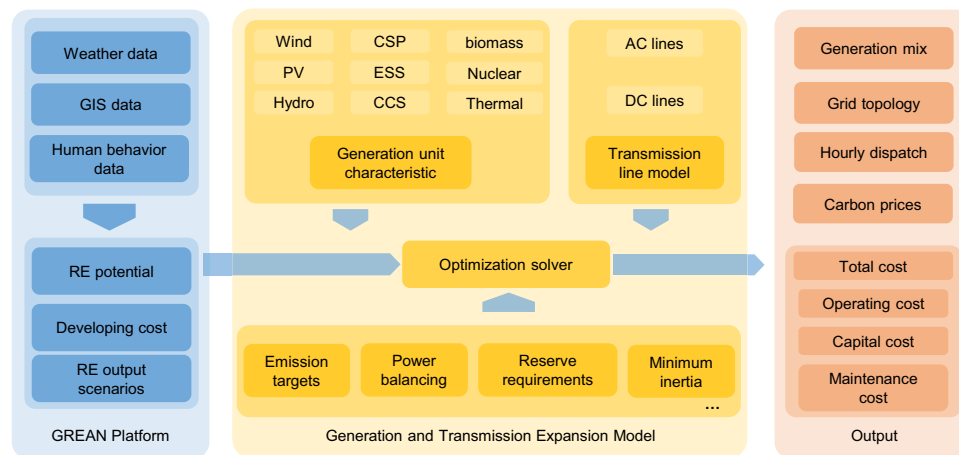 Weather data
GIS data
Human behavior
data
RE potential
Developing cost
RE output
scenarios
GREAN Platform
Wind
CSP
biomass
PV
ESS
Nuclear
Hydro
CCS
Thermal
Generation unit
characteristic
AC lines
DC lines
Transmission
line model
Optimization solver
Emission
targets
Power
balancing
Reserve
requirements
Minimum
inertia
...
Generation and Transmission Expansion Model
Generation mix
Grid topology
Hourly dispatch
Carbon prices
Total cost
Operating cost
Capital cost
Maintenance
cost
Output